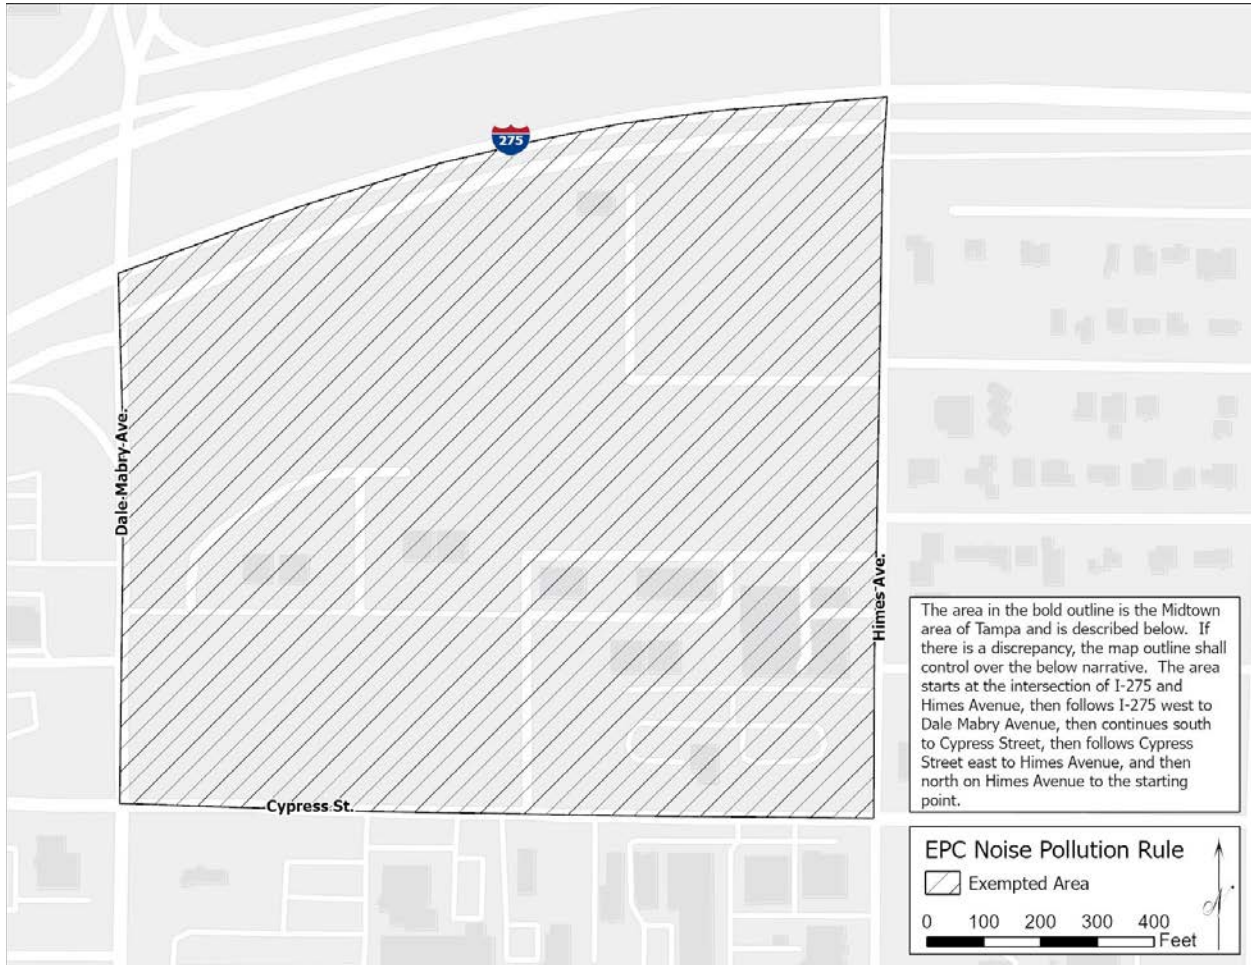 275
Dale Mabry Ave.
Himes Ave.
Cypress St.
The area in the bold outline is the Midtown
area of Tampa and is described below.  If
there is a discrepancy, the map outline shall
control over the below narrative.  The area
starts at the intersection of I-275 and
Himes Avenue, then follows I-275 west to
Dale Mabry Avenue, then continues south
to Cypress Street, then follows Cypress
Street east to Himes Avenue, and then
north on Himes Avenue to the starting
point.
EPC Noise Pollution Rule
Exempted Area
0 100 200 300 400
Feet
N